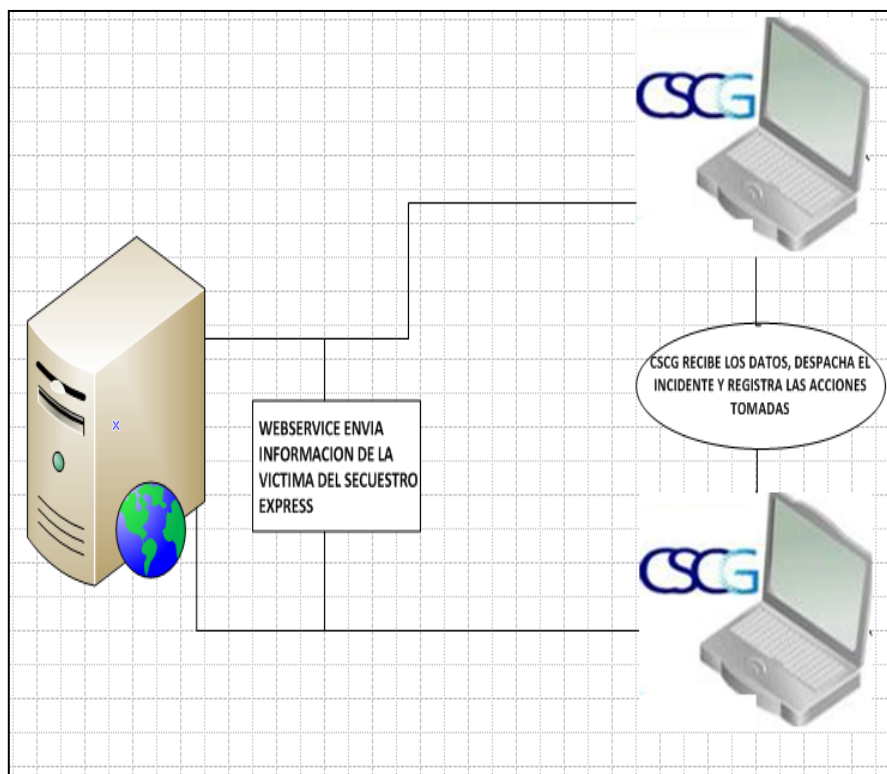 CSCG
WEBSERVICE ENVIA
INFORMACION DE LA
VICTIMA DEL SECUESTRO
EXPRESS
x
CSCG RECIBE LOS DATOS, DESPACHA EL
INCIDENTE Y REGISTRA LAS ACCIONES
TOMADAS
CSCG